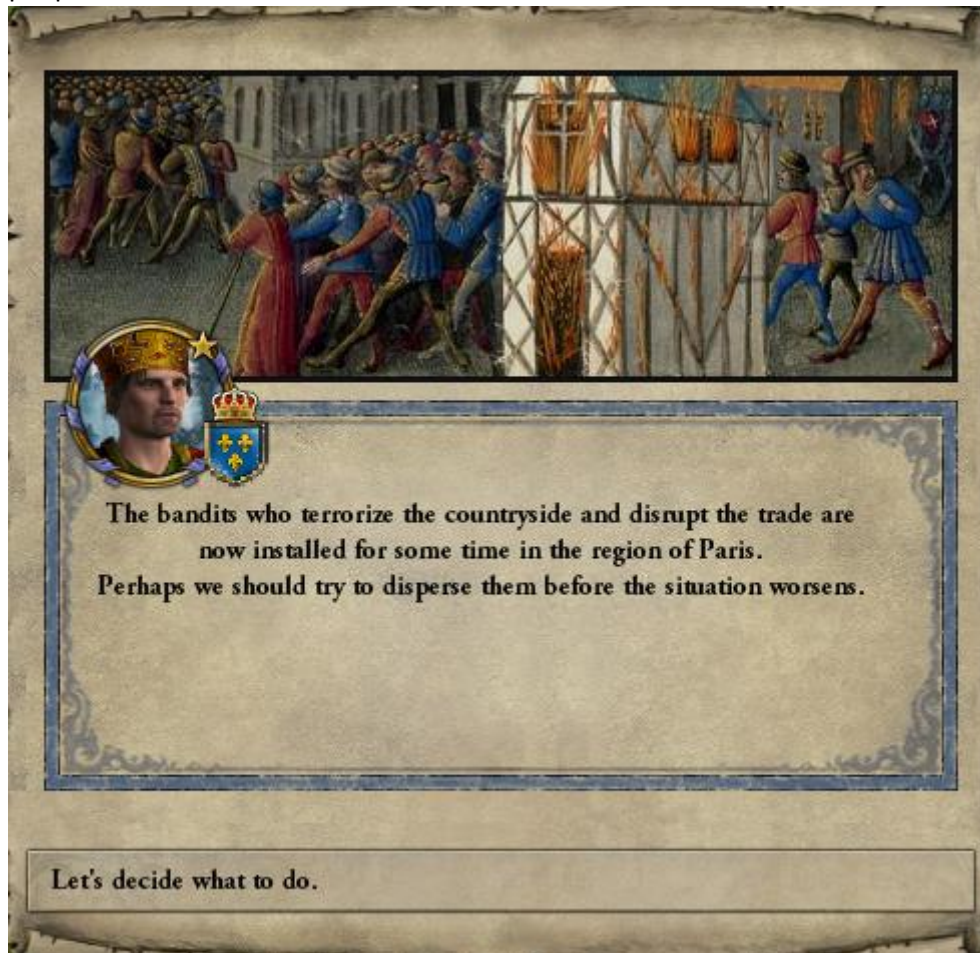 The bandits who terrorize the countryside and disrupt the trade are
now installed for some time in the region of Paris.
Perhaps we should try to disperse them before the situation worsens.
Let's decide what to do.